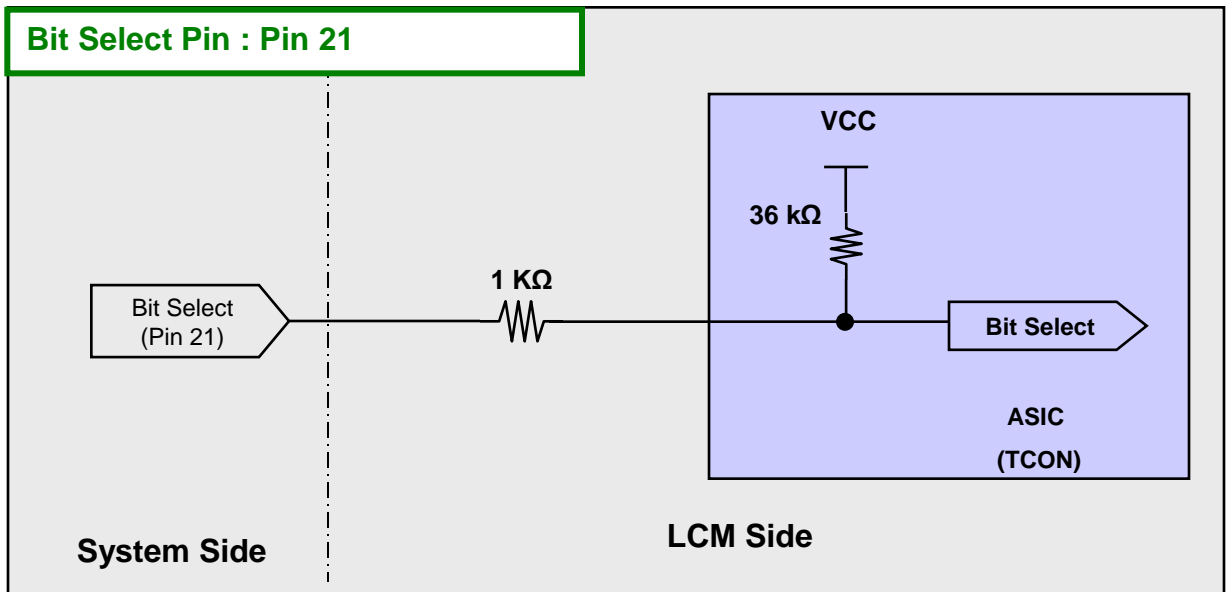 Bit Select Pin : Pin 21
VCC
36 kΩ
1 KΩ
Bit Select
(Pin 21)
Bit Select
ASIC
(TCON)
System Side
LCM Side